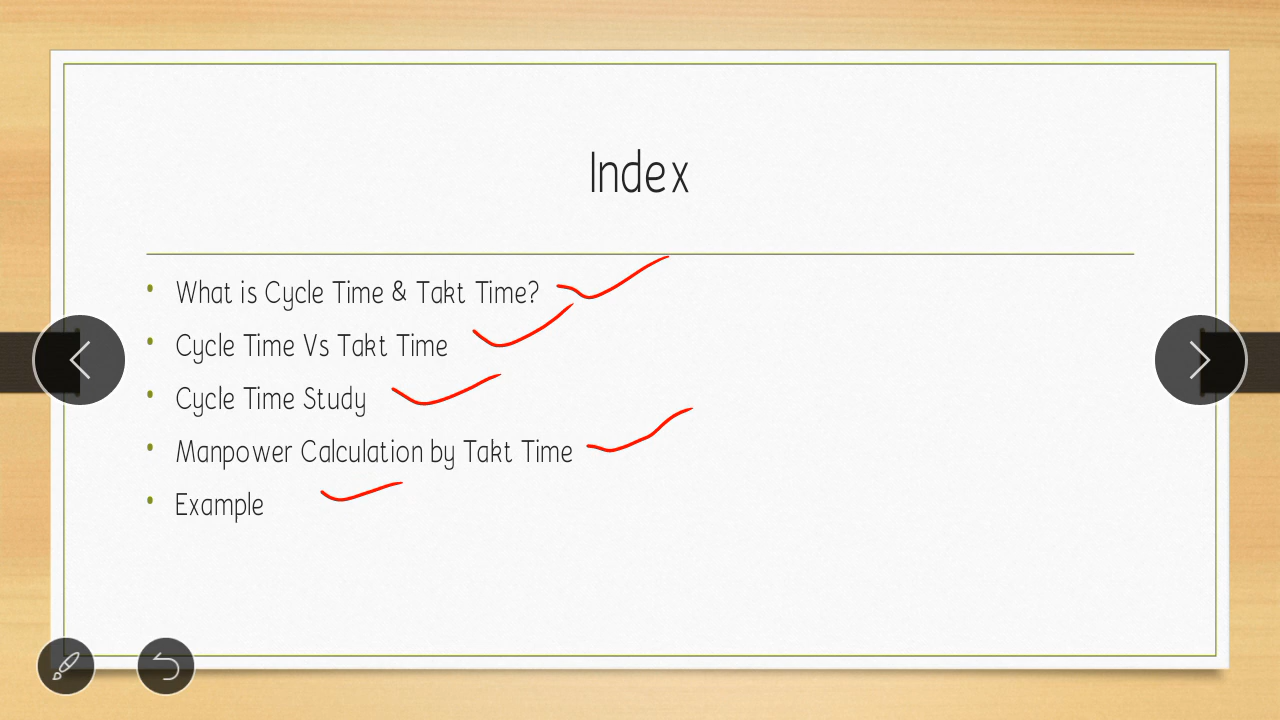 Index
What is Cycle Time & Takt Time?
Cycle Time Vs Takt Time
Cycle Time Study
Manpower Calculation by Takt Time
Example